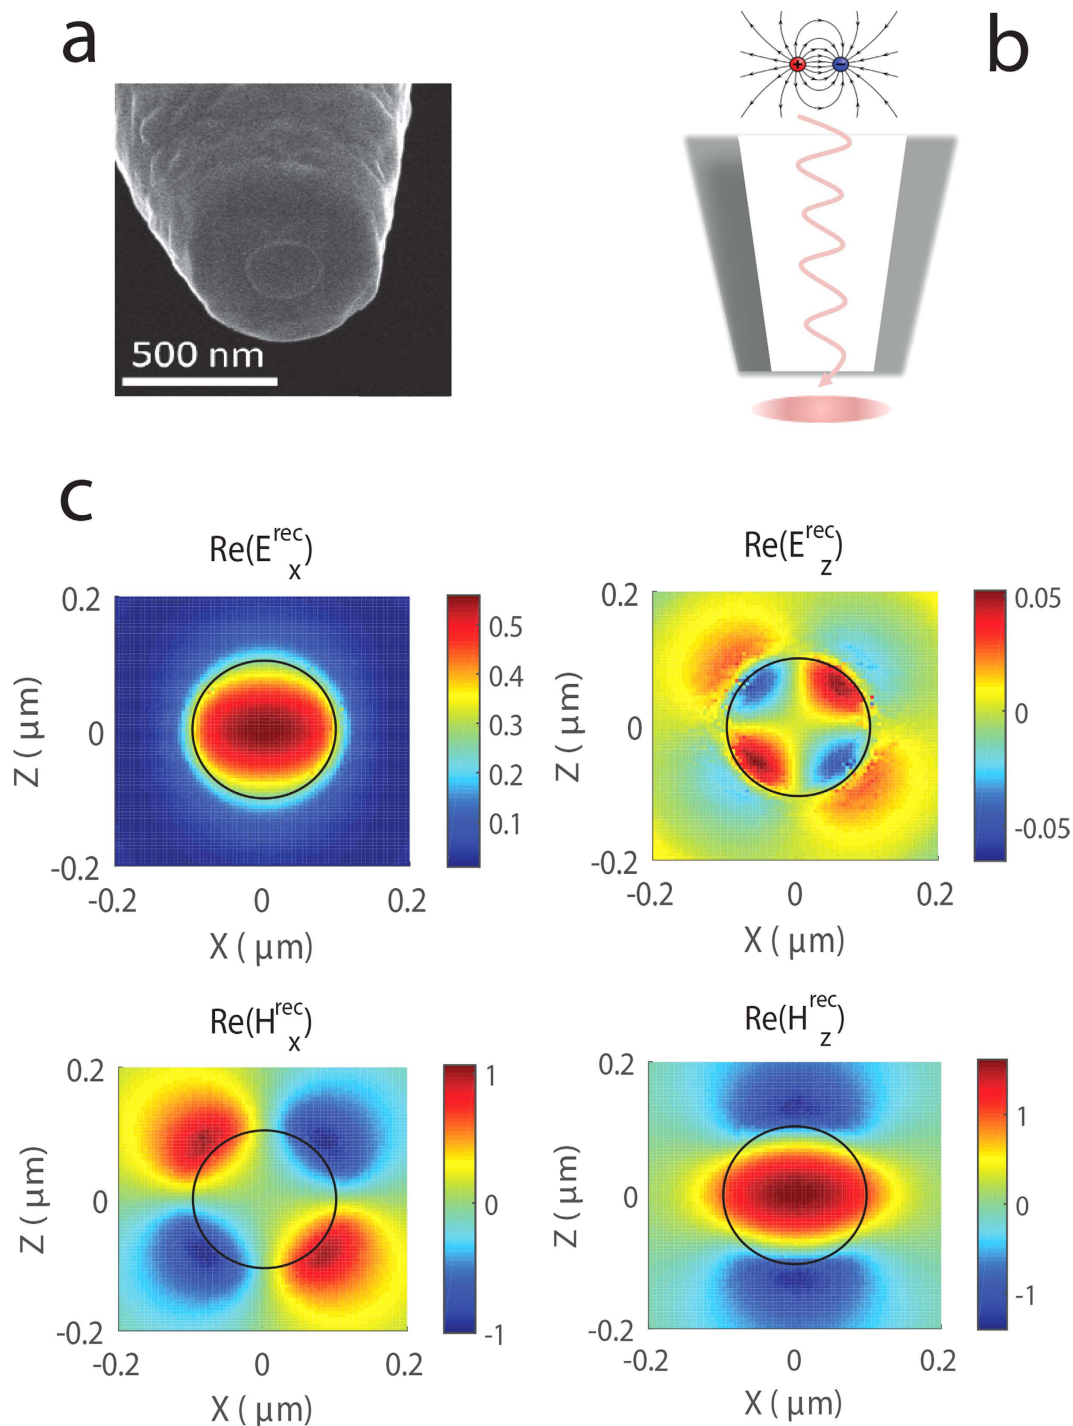 a
500 nm
b
+ −
c
Re(E^rec_x)
0.2
0
-0.2
Z ( μm)
-0.2 0 0.2
X ( μm)
0.5
0.4
0.3
0.2
0.1
Re(E^rec_z)
0.2
0
-0.2
Z ( μm)
-0.2 0 0.2
X ( μm)
0.05
0
-0.05
Re(H^rec_x)
0.2
0
-0.2
Z ( μm)
-0.2 0 0.2
X ( μm)
1
0
-1
Re(H^rec_z)
0.2
0
-0.2
Z ( μm)
-0.2 0 0.2
X ( μm)
1
0
-1